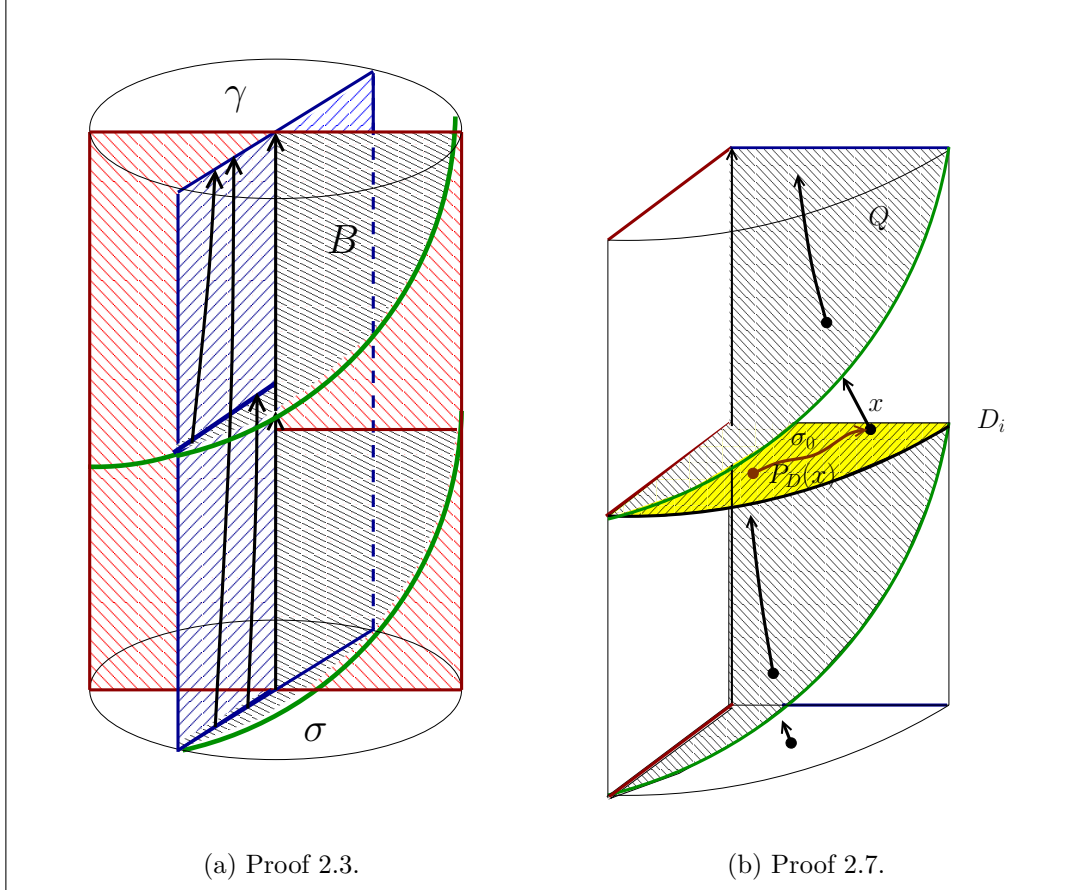 γ
B
σ
Q
x
D_i
σ_0
P_D(x)
(a) Proof 2.3.
(b) Proof 2.7.